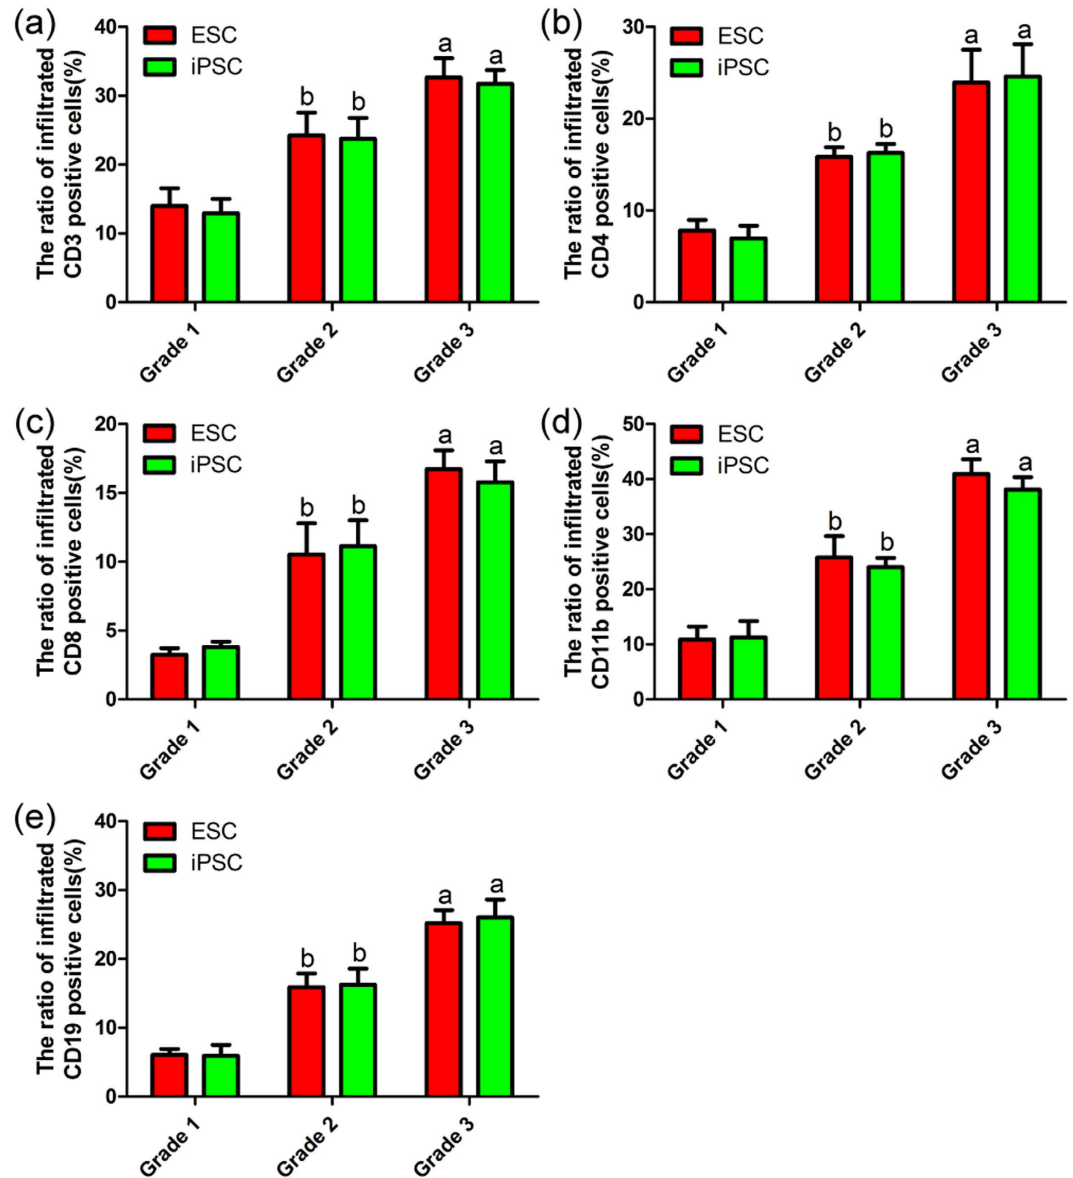 (a)
The ratio of infiltrated
CD3 positive cells(%)
40
30
20
10
0
ESC
iPSC
b
b
a
a
Grade 1
Grade 2
Grade 3
(b)
The ratio of infiltrated
CD4 positive cells(%)
30
20
10
0
ESC
iPSC
b
b
a
a
Grade 1
Grade 2
Grade 3
(c)
The ratio of infiltrated
CD8 positive cells(%)
20
15
10
5
0
ESC
iPSC
b
b
a
a
Grade 1
Grade 2
Grade 3
(d)
The ratio of infiltrated
CD11b positive cells(%)
50
40
30
20
10
0
ESC
iPSC
b
b
a
a
Grade 1
Grade 2
Grade 3
(e)
The ratio of infiltrated
CD19 positive cells(%)
40
30
20
10
0
ESC
iPSC
b
b
a
a
Grade 1
Grade 2
Grade 3